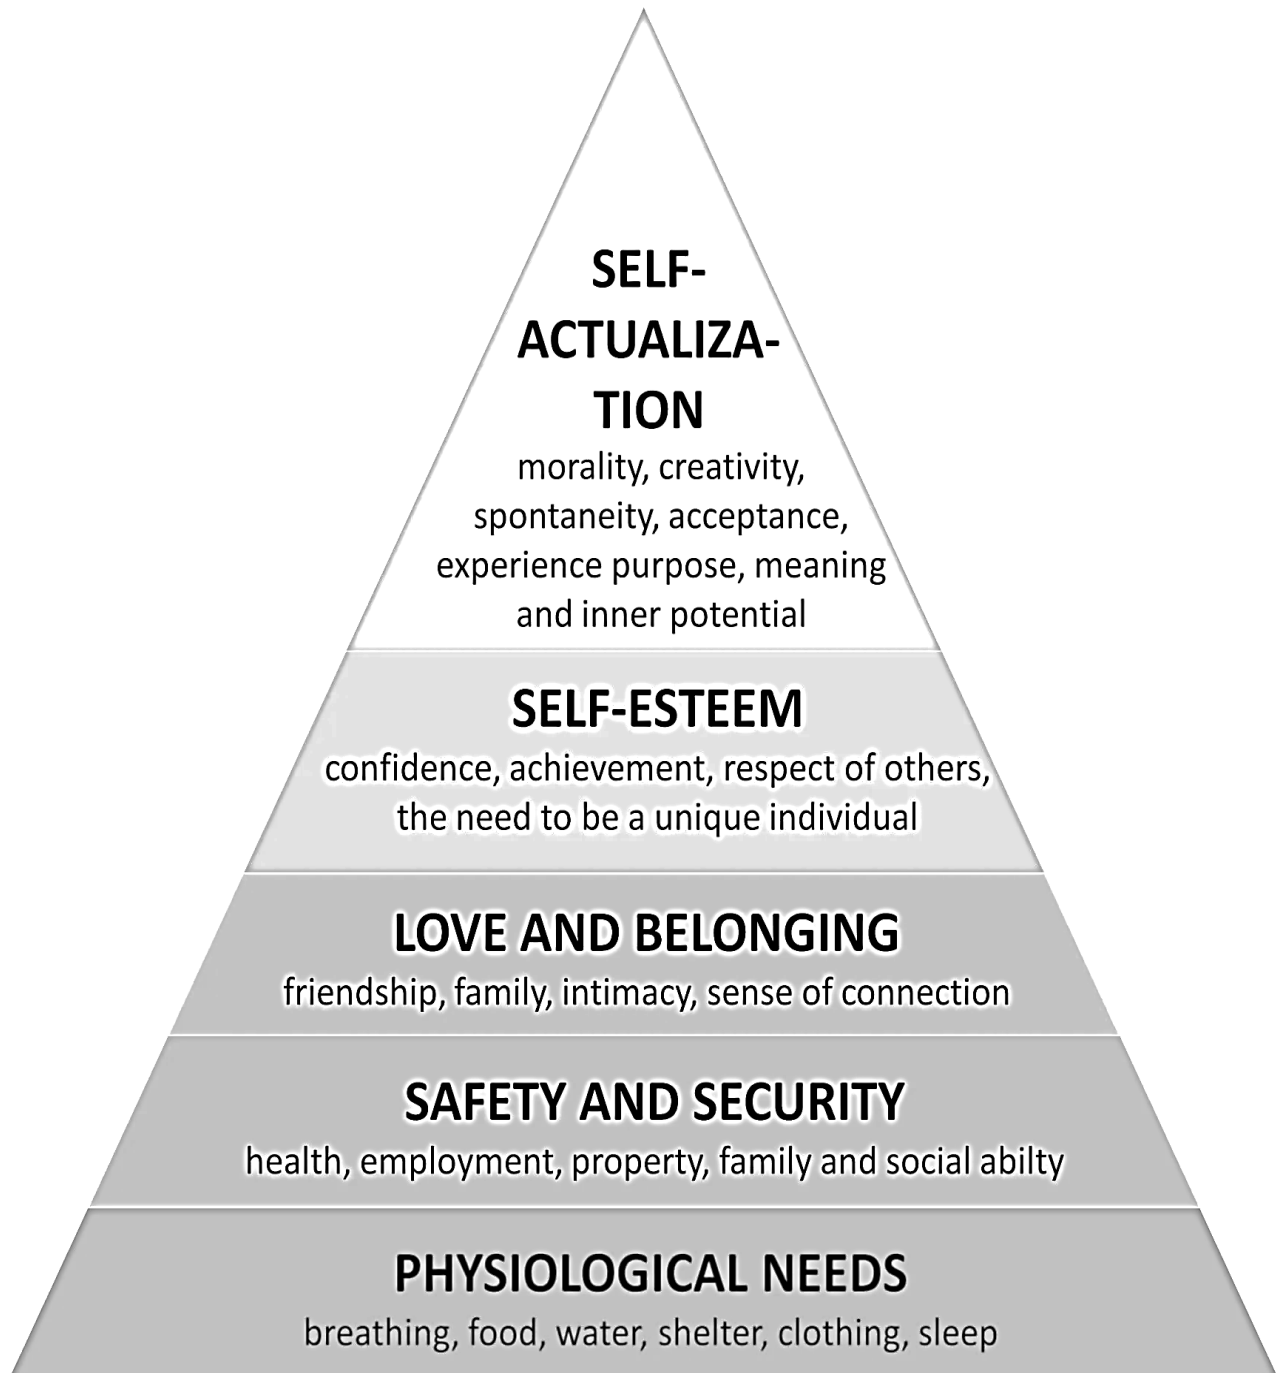 SELF-
ACTUALIZA-
TION
morality, creativity,
spontaneity, acceptance,
experience purpose, meaning
and inner potential
SELF-ESTEEM
confidence, achievement, respect of others,
the need to be a unique individual
LOVE AND BELONGING
friendship, family, intimacy, sense of connection
SAFETY AND SECURITY
health, employment, property, family and social abilty
PHYSIOLOGICAL NEEDS
breathing, food, water, shelter, clothing, sleep